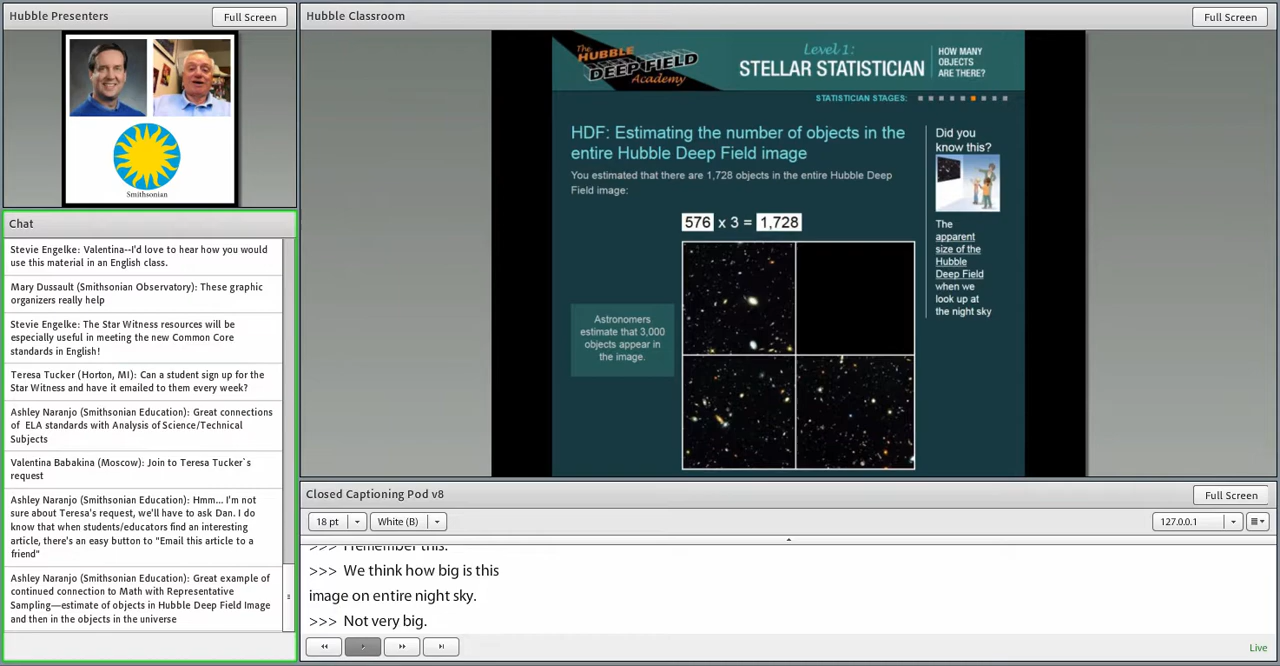 Hubble Presenters
Full Screen
Smithsonian
Chat
Stevie Engelke: Valentina--I'd love to hear how you would
use this material in an English class.
Mary Dussault (Smithsonian Observatory): These graphic
organizers really help
Stevie Engelke: The Star Witness resources will be
especially useful in meeting the new Common Core
standards in English!
Teresa Tucker (Horton, MI): Can a student sign up for the
Star Witness and have it emailed to them every week?
Ashley Naranjo (Smithsonian Education): Great connections
of ELA standards with Analysis of Science/Technical
Subjects
Valentina Babakina (Moscow): Join to Teresa Tucker`s
request
Ashley Naranjo (Smithsonian Education): Hmm... I'm not
sure about Teresa's request, we'll have to ask Dan. I do
know that when students/educators find an interesting
article, there's an easy button to "Email this article to a
friend"
Ashley Naranjo (Smithsonian Education): Great example of
continued connection to Math with Representative
Sampling—estimate of objects in Hubble Deep Field Image
and then in the objects in the universe
Hubble Classroom
Full Screen
The HUBBLE
DEEP FIELD
Academy
Level 1:
STELLAR STATISTICIAN
HOW MANY
OBJECTS
ARE THERE?
STATISTICIAN STAGES:
HDF: Estimating the number of objects in the
entire Hubble Deep Field image
You estimated that there are 1,728 objects in the entire Hubble Deep
Field image:
576 x 3 = 1,728
Astronomers
estimate that 3,000
objects appear in
the image.
Did you
know this?
The
apparent
size of the
Hubble
Deep Field
when we
look up at
the night sky
Closed Captioning Pod v8
Full Screen
18 pt
White (B)
127.0.0.1
>>> I remember this.
>>> We think how big is this
image on entire night sky.
>>> Not very big.
Live